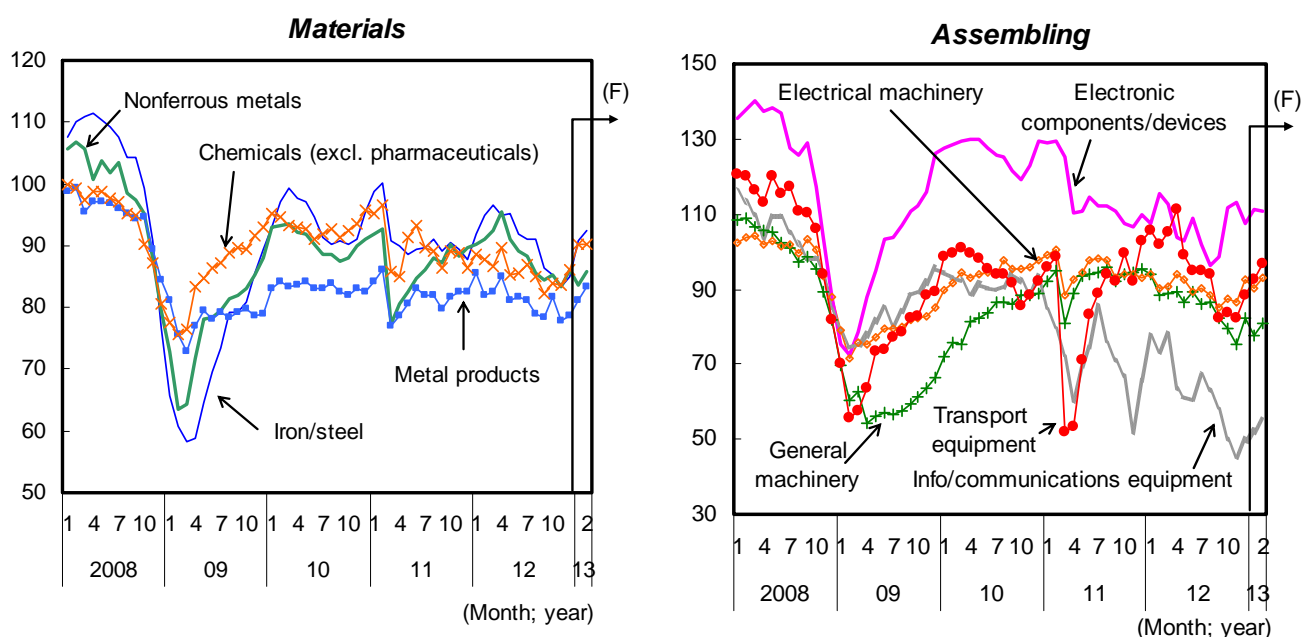 Materials
120
110
100
90
80
70
60
50
(F)
Nonferrous metals
Chemicals (excl. pharmaceuticals)
Metal products
Iron/steel
1 4 7 10 1 4 7 10 1 4 7 10 1 4 7 10 1 4 7 10 2
2008 09 10 11 12 13
(Month; year)
Assembling
150
130
110
90
70
50
30
(F)
Electrical machinery
Electronic
components/devices
Transport
equipment
General
machinery
Info/communications equipment
1 4 7 10 1 4 7 10 1 4 7 10 1 4 7 10 1 4 7 10 1 2
2008 09 10 11 12 13
(Month; year)